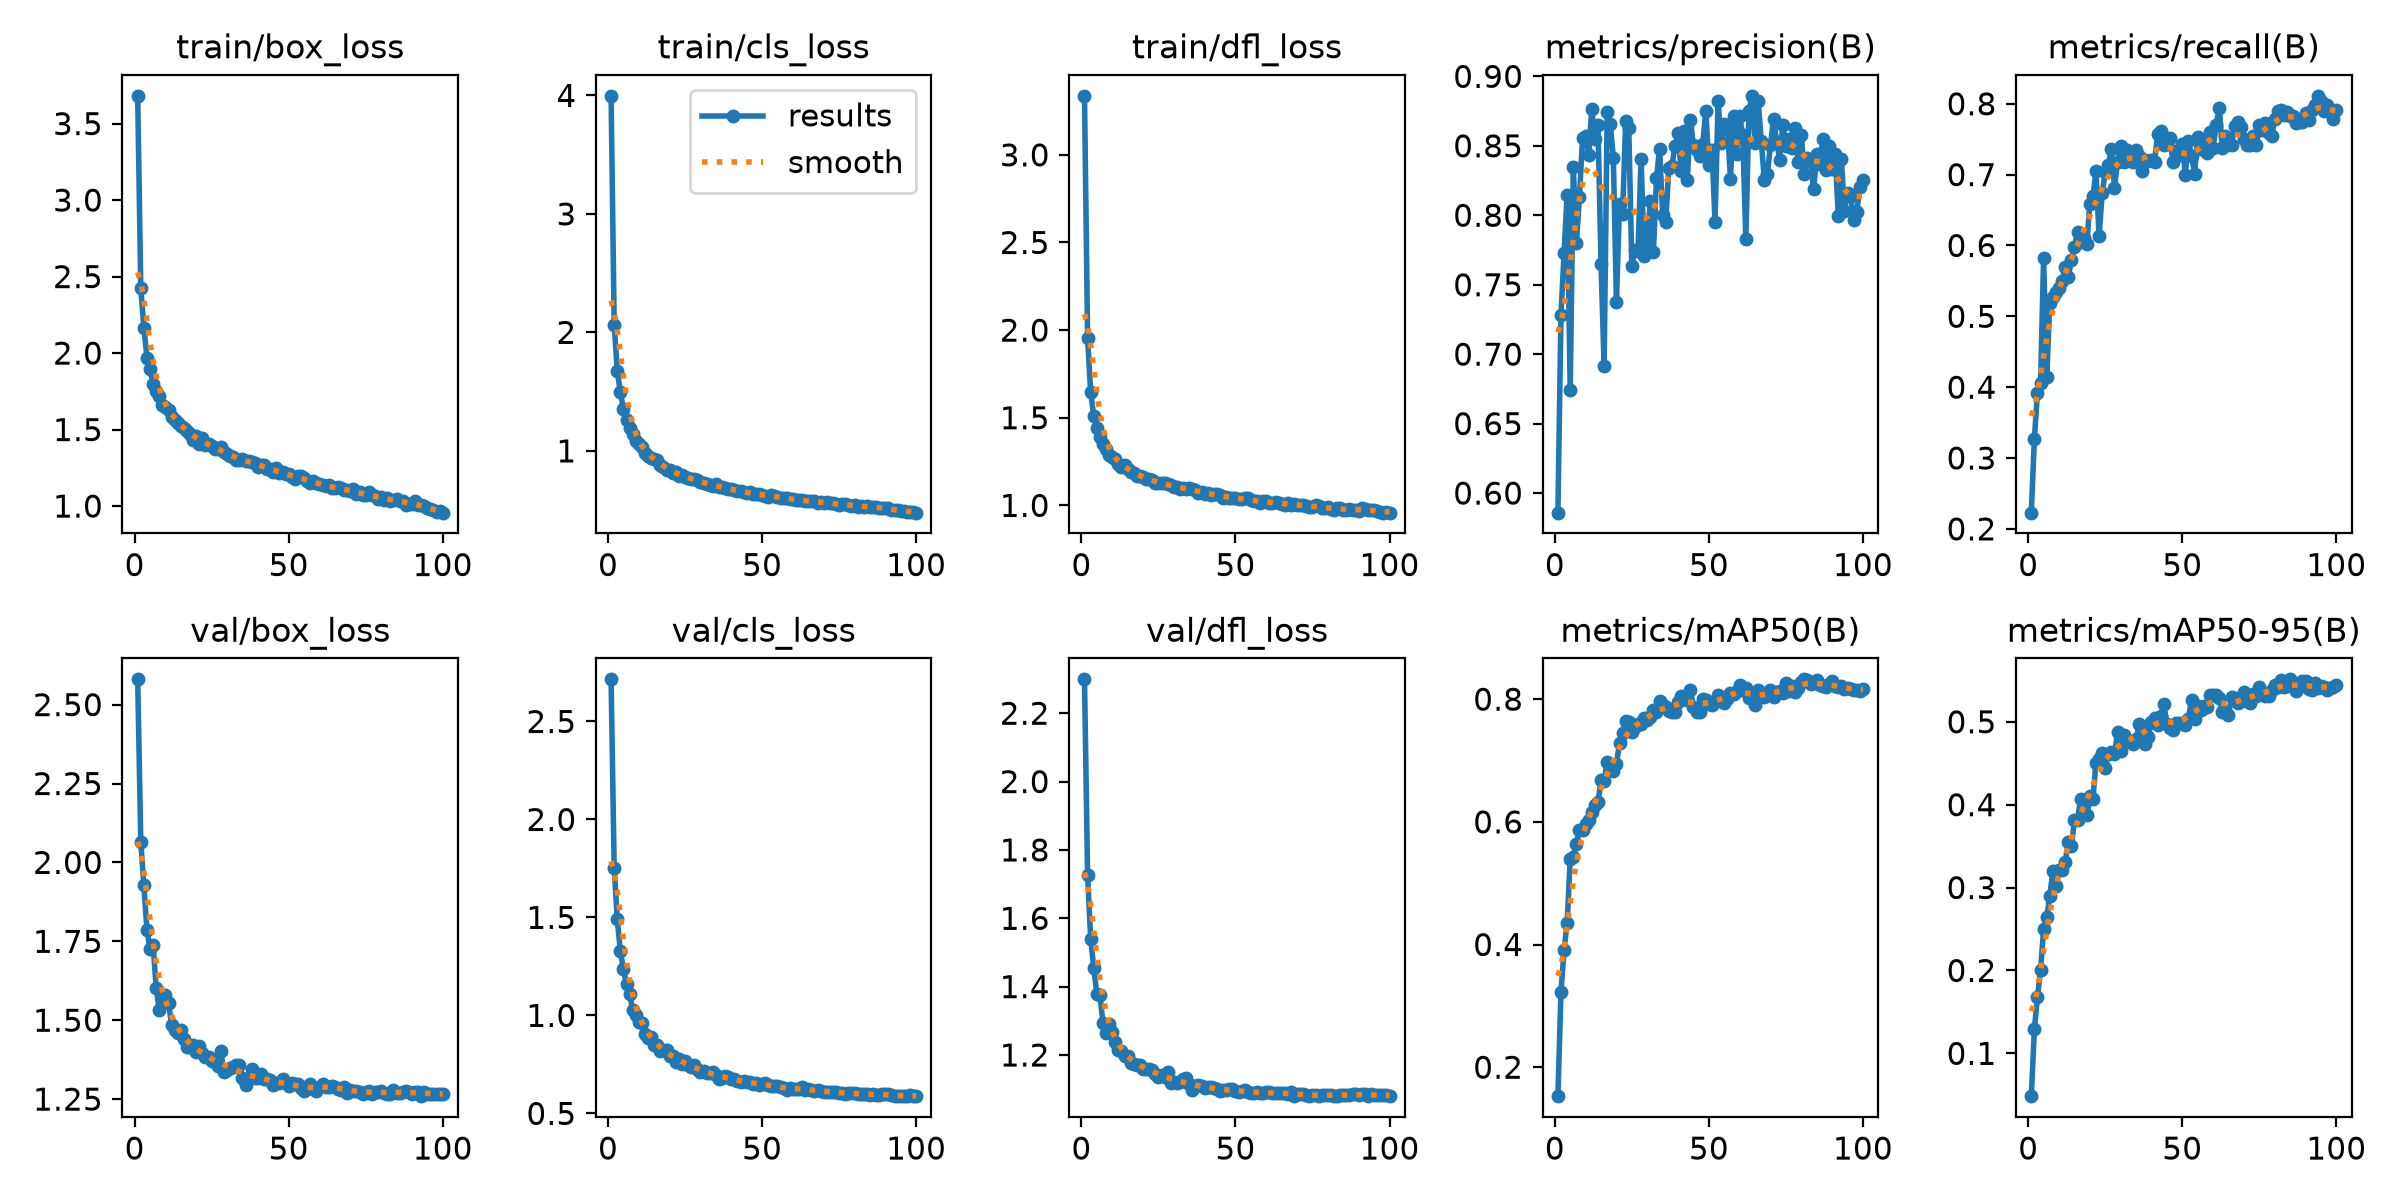 train/box_loss
3.5
3.0
2.5
2.0
1.5
1.0
0 50 100
train/cls_loss
results
smooth
4
3
2
1
0 50 100
train/dfl_loss
3.0
2.5
2.0
1.5
1.0
0 50 100
metrics/precision(B)
0.90
0.85
0.80
0.75
0.70
0.65
0.60
0 50 100
metrics/recall(B)
0.8
0.7
0.6
0.5
0.4
0.3
0.2
0 50 100
val/box_loss
2.50
2.25
2.00
1.75
1.50
1.25
0 50 100
val/cls_loss
2.5
2.0
1.5
1.0
0.5
0 50 100
val/dfl_loss
2.2
2.0
1.8
1.6
1.4
1.2
0 50 100
metrics/mAP50(B)
0.8
0.6
0.4
0.2
0 50 100
metrics/mAP50-95(B)
0.5
0.4
0.3
0.2
0.1
0 50 100